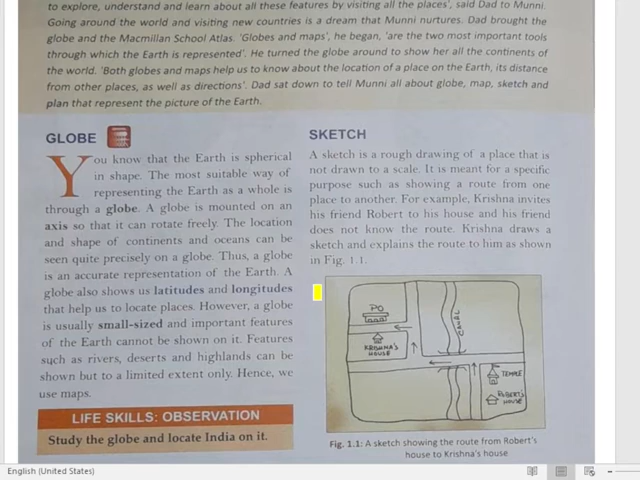 to explore, understand and learn about all these features by visiting all the places', said Dad to Munni.
Going around the world and visiting new countries is a dream that Munni nurtures. Dad brought the
globe and the Macmillan School Atlas. 'Globes and maps', he began, 'are the two most important tools
through which the Earth is represented'. He turned the globe around to show her all the continents of
the world. 'Both globes and maps help us to know about the location of a place on the Earth, its distance
from other places, as well as directions'. Dad sat down to tell Munni all about globe, map, sketch and
plan that represent the picture of the Earth.
GLOBE
You know that the Earth is spherical
in shape. The most suitable way of
representing the Earth as a whole is
through a globe. A globe is mounted on an
axis so that it can rotate freely. The location
and shape of continents and oceans can be
seen quite precisely on a globe. Thus, a globe
is an accurate representation of the Earth. A
globe also shows us latitudes and longitudes
that help us to locate places. However, a globe
is usually small-sized and important features
of the Earth cannot be shown on it. Features
such as rivers, deserts and highlands can be
shown but to a limited extent only. Hence, we
use maps.
LIFE SKILLS: OBSERVATION
Study the globe and locate India on it.
SKETCH
A sketch is a rough drawing of a place that is
not drawn to a scale. It is meant for a specific
purpose such as showing a route from one
place to another. For example, Krishna invites
his friend Robert to his house and his friend
does not know the route. Krishna draws a
sketch and explains the route to him as shown
in Fig. 1.1.
PO
KRISHNA'S
HOUSE
CANAL
TEMPLE
ROBERT'S
HOUSE
Fig. 1.1: A sketch showing the route from Robert's
house to Krishna's house
English (United States)